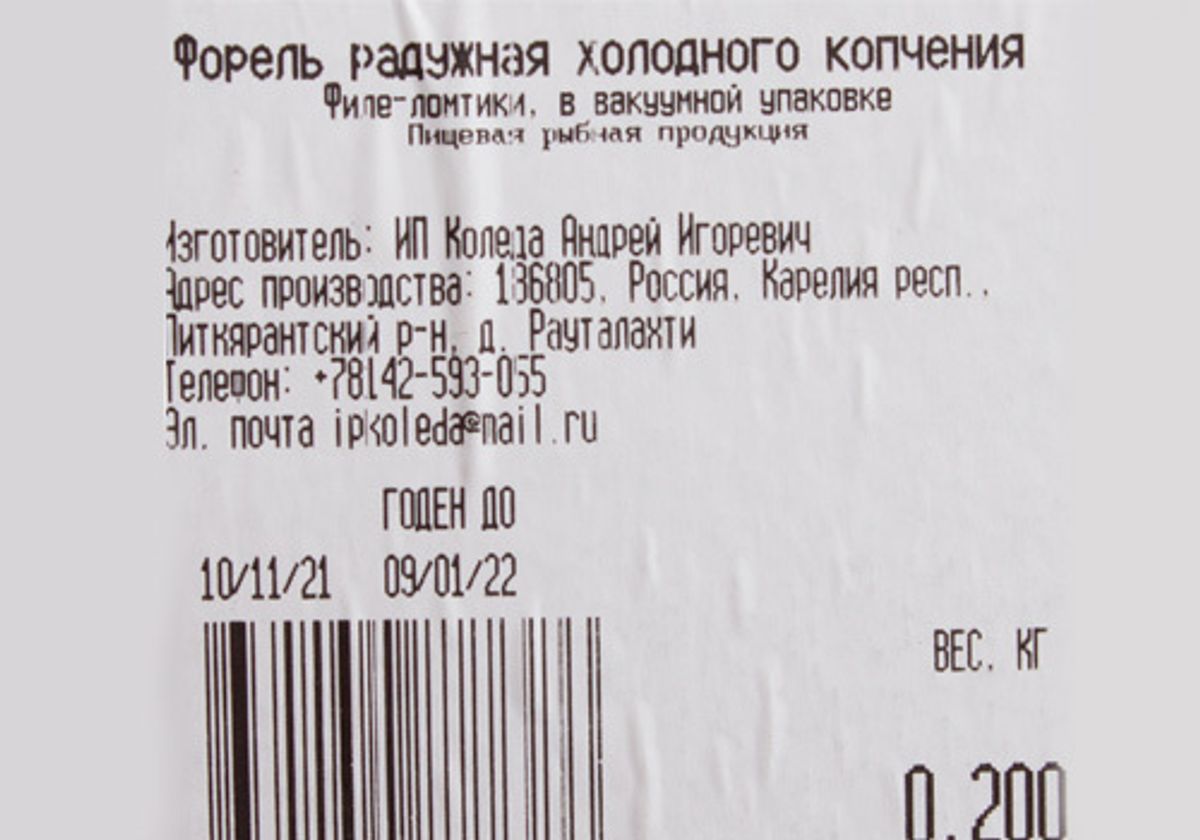 Форель радужная холодного копчения
Филе-ломтики, в вакуумной упаковке
Пищевая рыбная продукция
Изготовитель: ИП Коледа Андрей Игоревич
Адрес производства: 186805, Россия, Карелия респ.,
Питкярантский р-н, д. Рауталахти
Телефон: +78142-593-055
Эл. почта ipkoleda@mail.ru
ГОДЕН ДО
10/11/21 09/01/22
ВЕС, КГ
0,200